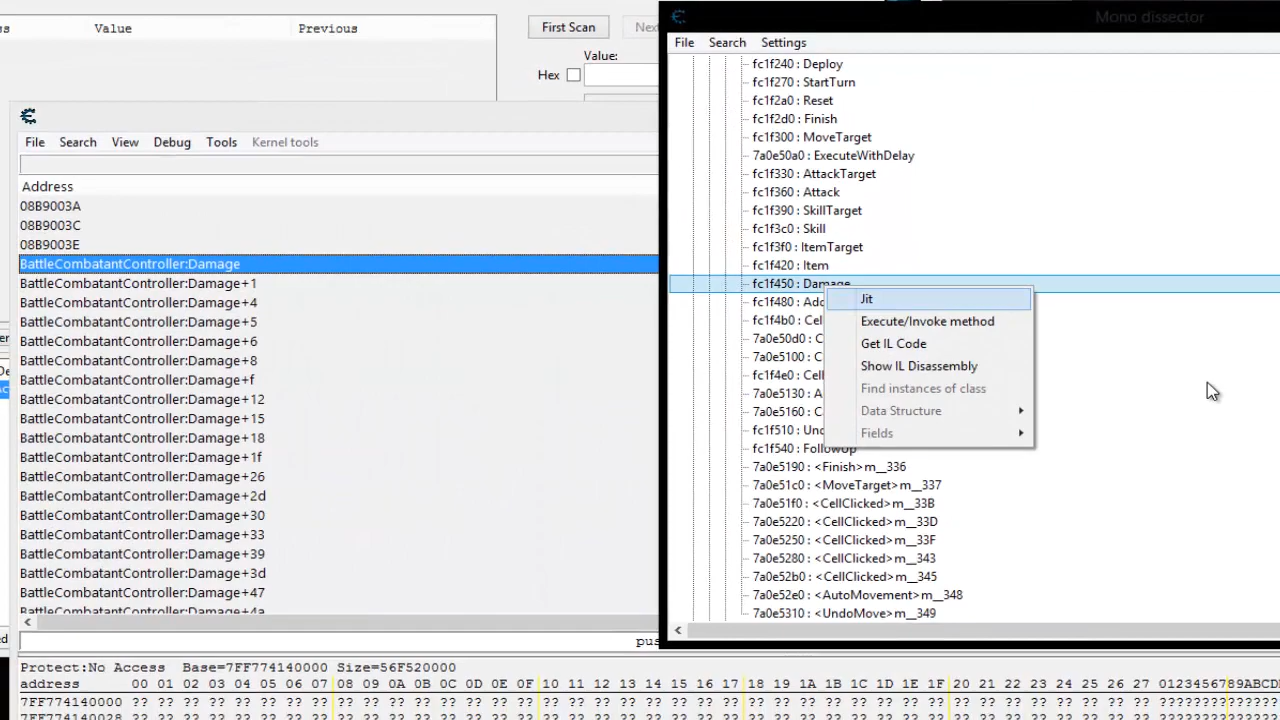 Value Previous
First Scan
Value:
Hex
Mono dissector
File Search Settings
fc1f240 : Deploy
fc1f270 : StartTurn
fc1f2a0 : Reset
fc1f2d0 : Finish
fc1f300 : MoveTarget
7a0e50a0 : ExecuteWithDelay
fc1f330 : AttackTarget
fc1f360 : Attack
fc1f390 : SkillTarget
fc1f3c0 : Skill
fc1f3f0 : ItemTarget
fc1f420 : Item
fc1f450 : Damage
fc1f480 :
fc1f4b0 :
7a0e50d0 :
7a0e5100 :
fc1f4e0 :
7a0e5130 :
7a0e5160 :
fc1f510 :
fc1f540 : FollowUp
7a0e5190 : <Finish>m__336
7a0e51c0 : <MoveTarget>m__337
7a0e51f0 : <CellClicked>m__33B
7a0e5220 : <CellClicked>m__33D
7a0e5250 : <CellClicked>m__33F
7a0e5280 : <CellClicked>m__343
7a0e52b0 : <CellClicked>m__345
7a0e52e0 : <AutoMovement>m__348
7a0e5310 : <UndoMove>m__349
Jit
Execute/Invoke method
Get IL Code
Show IL Disassembly
Find instances of class
Data Structure
Fields
File Search View Debug Tools Kernel tools
Address
08B9003A
08B9003C
08B9003E
BattleCombatantController:Damage
BattleCombatantController:Damage+1
BattleCombatantController:Damage+4
BattleCombatantController:Damage+5
BattleCombatantController:Damage+6
BattleCombatantController:Damage+8
BattleCombatantController:Damage+f
BattleCombatantController:Damage+12
BattleCombatantController:Damage+15
BattleCombatantController:Damage+18
BattleCombatantController:Damage+1f
BattleCombatantController:Damage+26
BattleCombatantController:Damage+2d
BattleCombatantController:Damage+30
BattleCombatantController:Damage+33
BattleCombatantController:Damage+39
BattleCombatantController:Damage+3d
BattleCombatantController:Damage+47
BattleCombatantController:Damage+4a
Protect:No Access Base=7FF774140000 Size=56F520000
address 00 01 02 03 04 05 06 07 08 09 0A 0B 0C 0D 0E 0F 10 11 12 13 14 15 16 17 18 19 1A 1B 1C 1D 1E 1F 20 21 22 23 24 25 26 27 0123456789ABCD
7FF774140000 ?? ?? ?? ?? ?? ?? ?? ?? ?? ?? ?? ?? ?? ?? ?? ?? ?? ?? ?? ?? ?? ?? ?? ?? ?? ?? ?? ?? ?? ?? ?? ?? ?? ?? ?? ?? ?? ?? ?? ??
7FF774140028